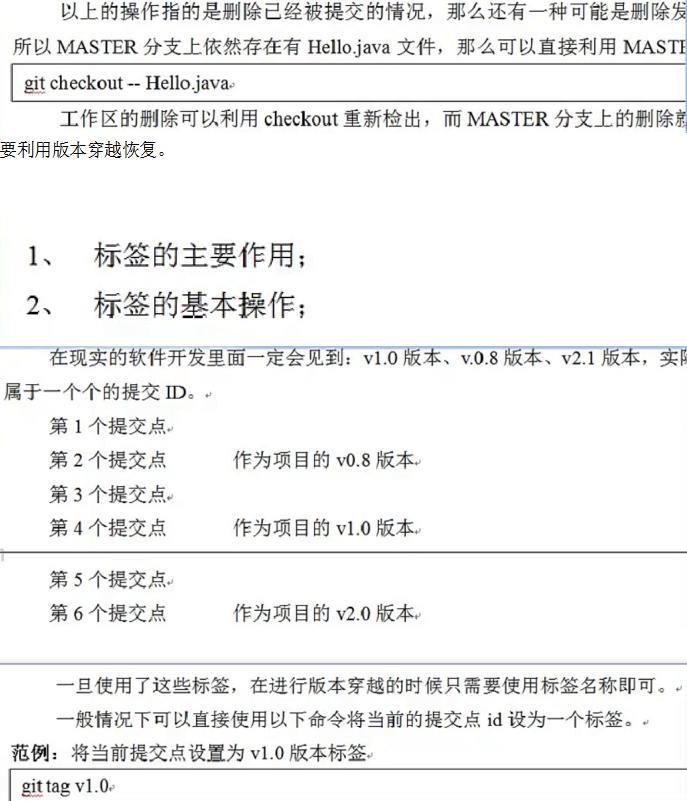 以上的操作指的是删除已经被提交的情况，那么还有一种可能是删除发
所以 MASTER 分支上依然存在有 Hello.java 文件，那么可以直接利用 MASTE
git checkout -- Hello.java
工作区的删除可以利用 checkout 重新检出，而 MASTER 分支上的删除就
要利用版本穿越恢复。
1、 标签的主要作用；
2、 标签的基本操作；
在现实的软件开发里面一定会见到：v1.0 版本、v.0.8 版本、v2.1 版本，实际
属于一个个的提交 ID。
第 1 个提交点
第 2 个提交点 作为项目的 v0.8 版本
第 3 个提交点
第 4 个提交点 作为项目的 v1.0 版本
第 5 个提交点
第 6 个提交点 作为项目的 v2.0 版本
一旦使用了这些标签，在进行版本穿越的时候只需要使用标签名称即可。
一般情况下可以直接使用以下命令将当前的提交点 id 设为一个标签。
范例：将当前提交点设置为 v1.0 版本标签
git tag v1.0